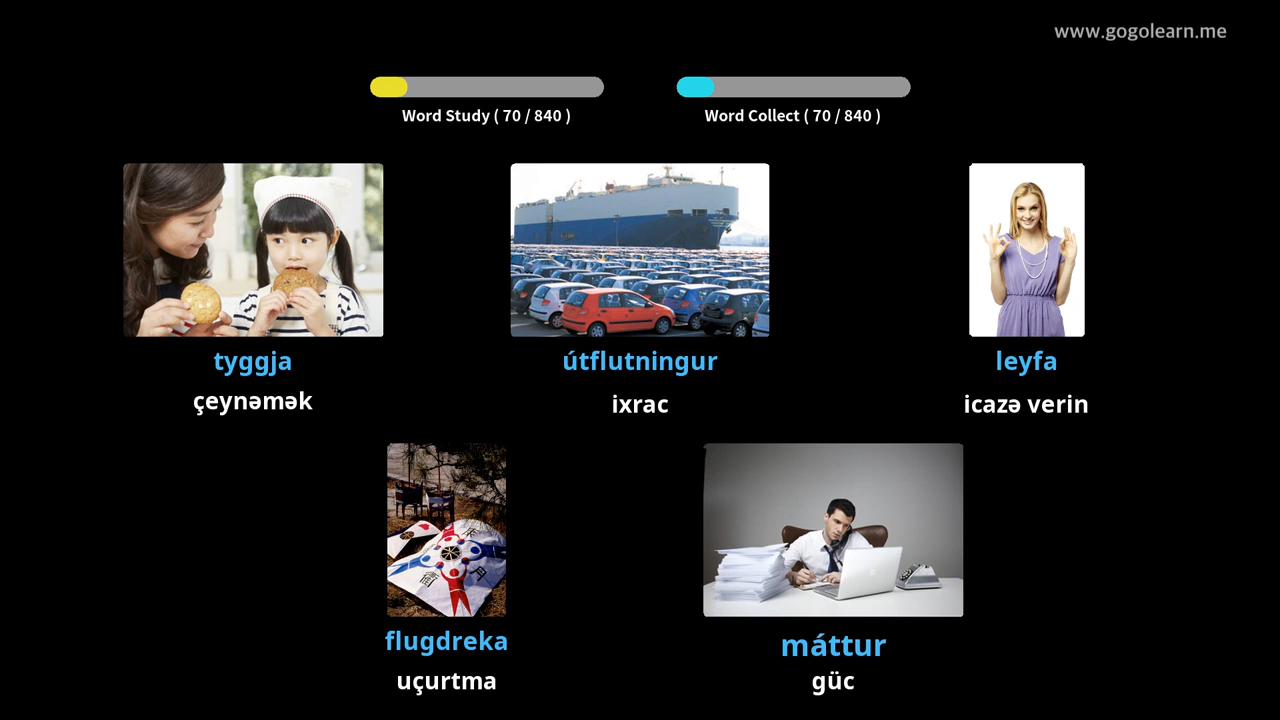 www.gogolearn.me
Word Study ( 70 / 840 )
Word Collect ( 70 / 840 )
tyggja
çeynəmək
útflutningur
ixrac
leyfa
icazə verin
flugdreka
uçurtma
máttur
güc